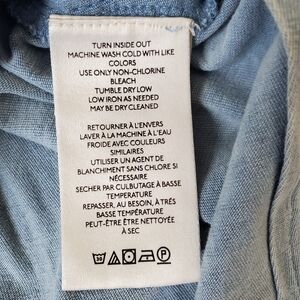 TURN INSIDE OUT
MACHINE WASH COLD WITH LIKE
COLORS
USE ONLY NON-CHLORINE
BLEACH
TUMBLE DRY LOW
LOW IRON AS NEEDED
MAY BE DRY CLEANED
RETOURNER À L'ENVERS
LAVER À LA MACHINE À L'EAU
FROIDE AVEC COULEURS
SIMILAIRES
UTILISER UN AGENT DE
BLANCHIMENT SANS CHLORE SI
NÉCESSAIRE
SECHER PAR CULBUTAGE À BASSE
TEMPERATURE
REPASSER, AU BESOIN, À TRÉS
BASSE TEMPÉRATURE
PEUT-ÊTRE ÊTRE NETTOYÉE
À SEC